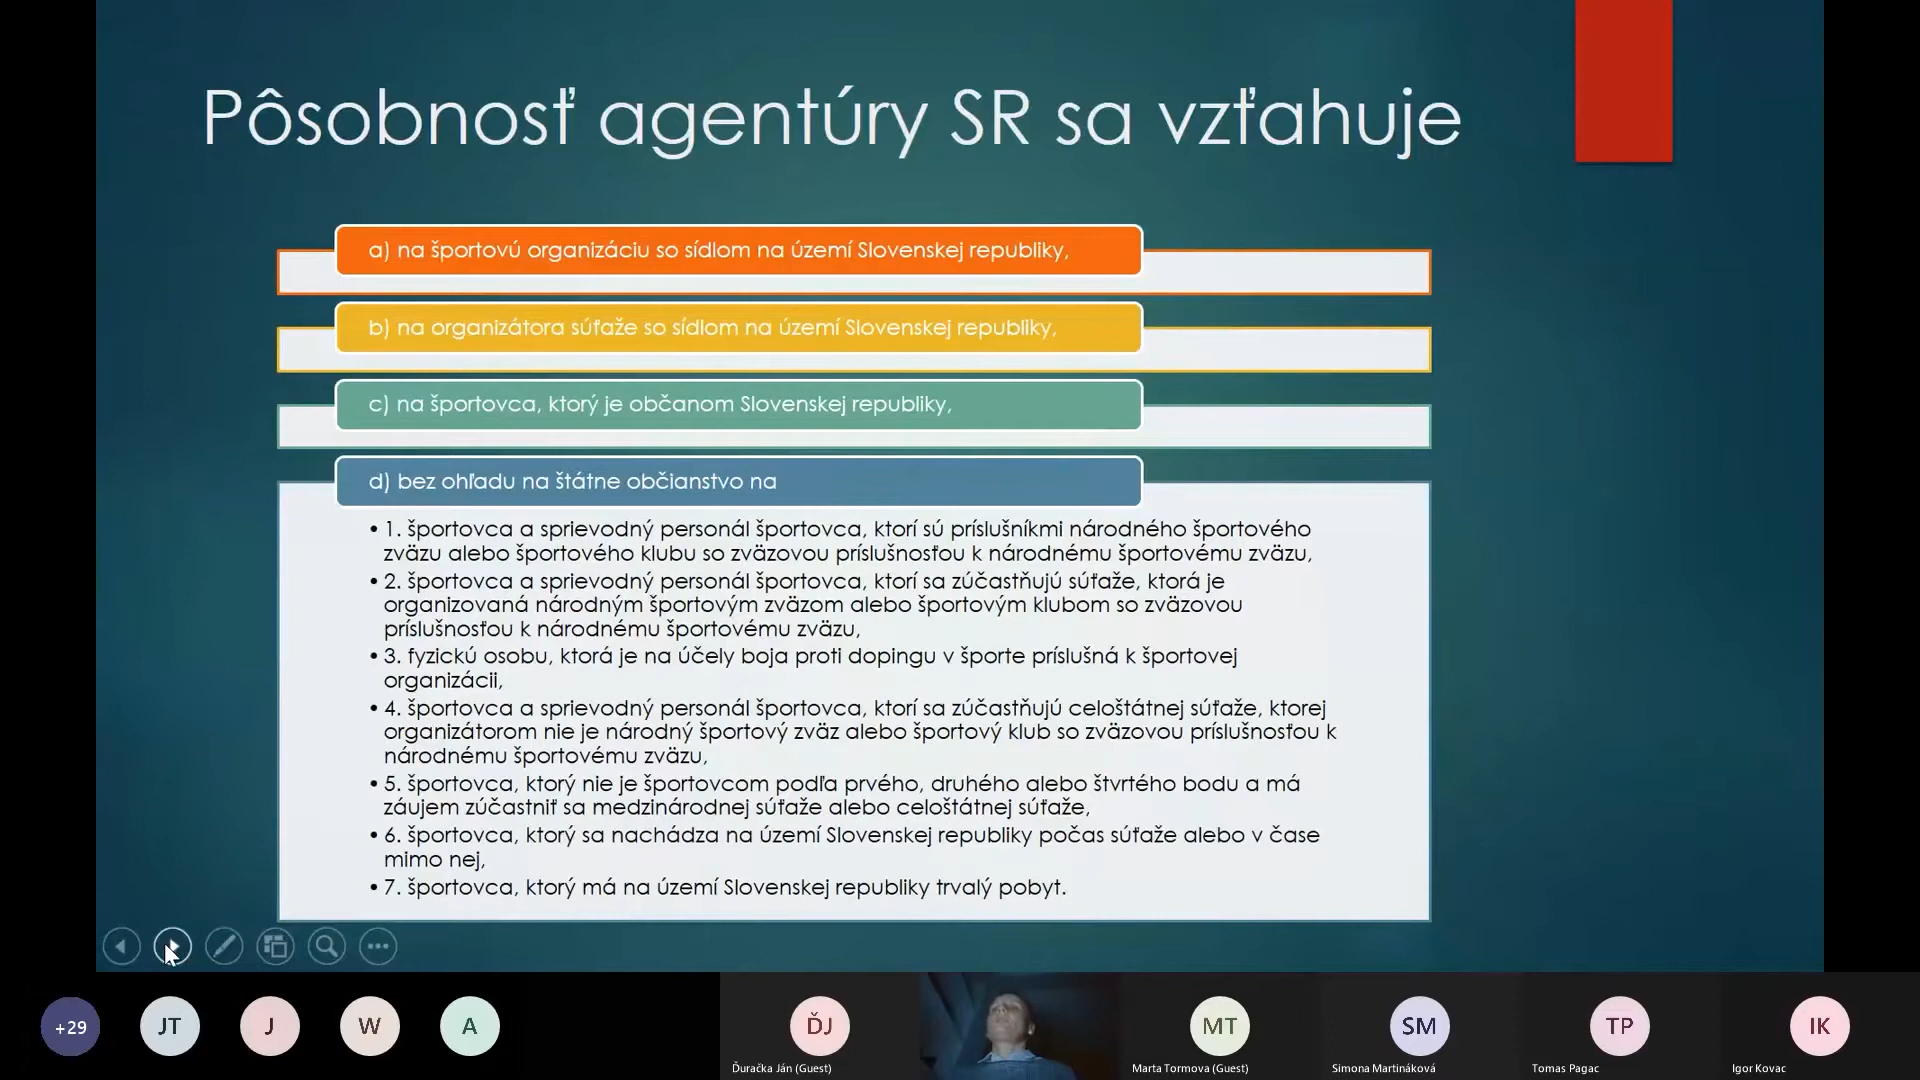 Pôsobnosť agentúry SR sa vzťahuje
a) na športovú organizáciu so sídlom na území Slovenskej republiky,
b) na organizátora súťaže so sídlom na území Slovenskej republiky,
c) na športovca, ktorý je občanom Slovenskej republiky,
d) bez ohľadu na štátne občianstvo na
• 1. športovca a sprievodný personál športovca, ktorí sú príslušníkmi národného športového
zväzu alebo športového klubu so zväzovou príslušnosťou k národnému športovému zväzu,
• 2. športovca a sprievodný personál športovca, ktorí sa zúčastňujú súťaže, ktorá je
organizovaná národným športovým zväzom alebo športovým klubom so zväzovou
príslušnosťou k národnému športovému zväzu,
• 3. fyzickú osobu, ktorá je na účely boja proti dopingu v športe príslušná k športovej
organizácii,
• 4. športovca a sprievodný personál športovca, ktorí sa zúčastňujú celoštátnej súťaže, ktorej
organizátorom nie je národný športový zväz alebo športový klub so zväzovou príslušnosťou k
národnému športovému zväzu,
• 5. športovca, ktorý nie je športovcom podľa prvého, druhého alebo štvrtého bodu a má
záujem zúčastniť sa medzinárodnej súťaže alebo celoštátnej súťaže,
• 6. športovca, ktorý sa nachádza na území Slovenskej republiky počas súťaže alebo v čase
mimo nej,
• 7. športovca, ktorý má na území Slovenskej republiky trvalý pobyt.
+29 JT J W A ĎJ MT SM TP IK
Ďuračka Ján (Guest) Marta Tormova (Guest) Simona Martináková Tomas Pagac Igor Kovac